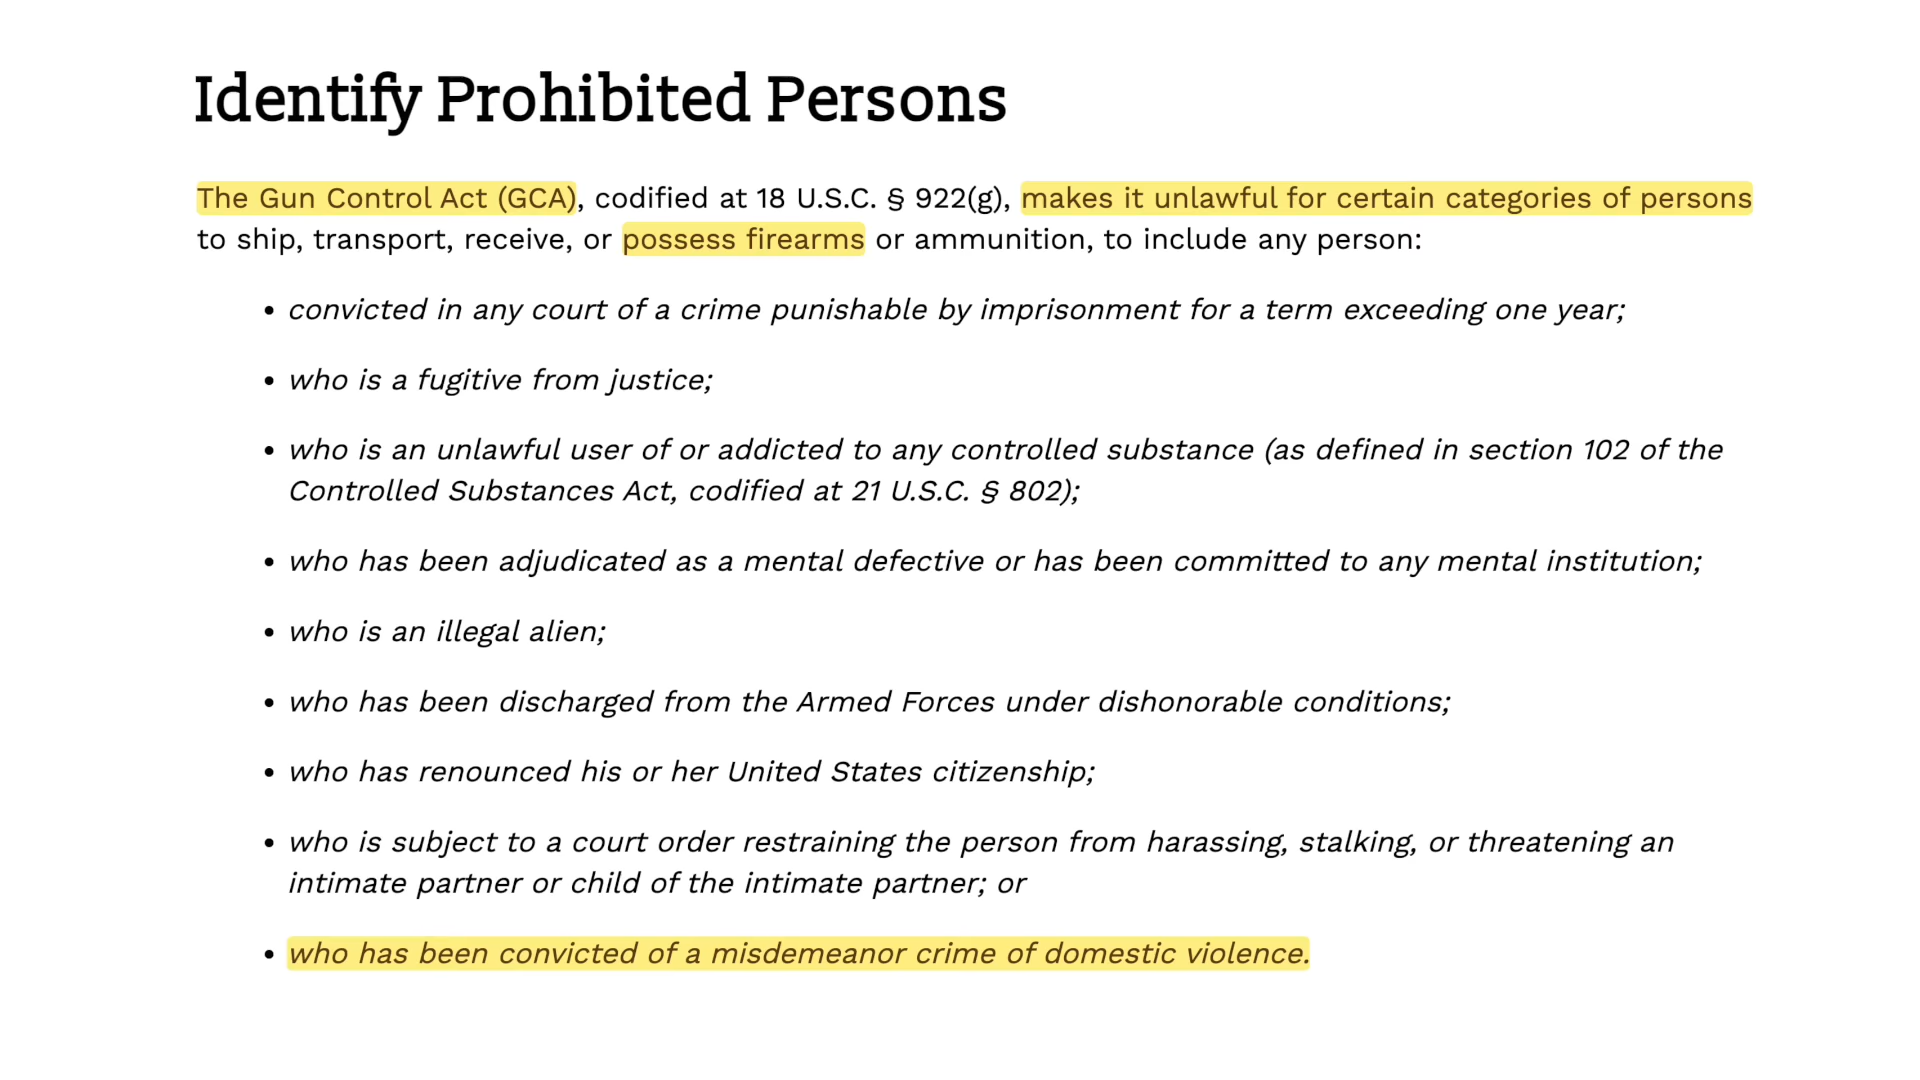 Identify Prohibited Persons
The Gun Control Act (GCA), codified at 18 U.S.C. § 922(g), makes it unlawful for certain categories of persons
to ship, transport, receive, or possess firearms or ammunition, to include any person:
• convicted in any court of a crime punishable by imprisonment for a term exceeding one year;
• who is a fugitive from justice;
• who is an unlawful user of or addicted to any controlled substance (as defined in section 102 of the
Controlled Substances Act, codified at 21 U.S.C. § 802);
• who has been adjudicated as a mental defective or has been committed to any mental institution;
• who is an illegal alien;
• who has been discharged from the Armed Forces under dishonorable conditions;
• who has renounced his or her United States citizenship;
• who is subject to a court order restraining the person from harassing, stalking, or threatening an
intimate partner or child of the intimate partner; or
• who has been convicted of a misdemeanor crime of domestic violence.